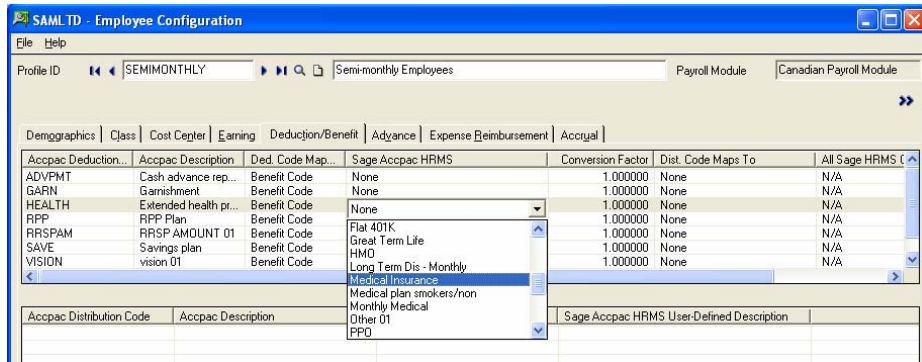 SAMLTD - Employee Configuration
File Help
Profile ID SEMIMONTHLY Semi-monthly Employees Payroll Module Canadian Payroll Module
Demographics Class Cost Center Earning Deduction/Benefit Advance Expense Reimbursement Accrual
Accpac Deduction... Accpac Description Ded. Code Map... Sage Accpac HRMS Conversion Factor Dist. Code Maps To All Sage HRMS
ADVPMT Cash advance rep... Benefit Code None 1.000000 None N/A
GARN Garnishment Benefit Code None 1.000000 None N/A
HEALTH Extended health pr... Benefit Code None 1.000000 None N/A
RPP RPP Plan Benefit Code 1.000000 None N/A
RRSPAM RRSP AMOUNT 01 Benefit Code 1.000000 None N/A
SAVE Savings plan Benefit Code 1.000000 None N/A
VISION vision 01 Benefit Code 1.000000 None N/A
Flat 401K
Great Term Life
HMO
Long Term Dis - Monthly
Medical Insurance
Medical plan smokers/non
Monthly Medical
Other 01
PPO
Accpac Distribution Code Accpac Description Sage Accpac HRMS User-Defined Description